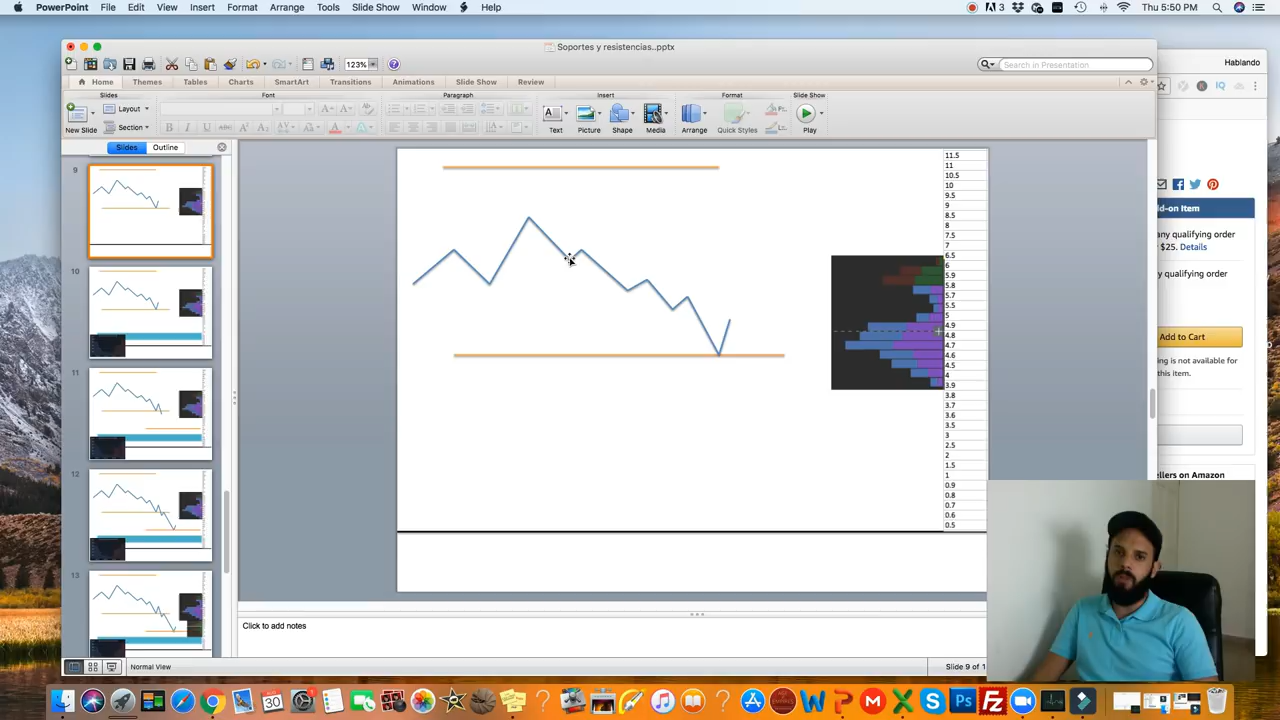 PowerPoint File Edit View Insert Format Arrange Tools Slide Show Window Help
3
Thu 5:50 PM
Soportes y resistencias..pptx
123%
Search in Presentation
Home Themes Tables Charts SmartArt Transitions Animations Slide Show Review
Slides Font Paragraph Insert Format Slide Show
New Slide
Layout
Section
Text Picture Shape Media Arrange Quick Styles Play
Slides Outline
9
10
11
12
13
11.5
11
10.5
10
9.5
9
8.5
8
7.5
7
6.5
6
5.9
5.8
5.7
5.5
5
4.9
4.8
4.7
4.6
4.5
4
3.9
3.8
3.7
3.6
3.5
3
2.5
2
1.5
1
0.9
0.8
0.7
0.6
0.5
Click to add notes
Normal View
Slide 9 of 1
Hablando
d-on Item
ny qualifying order
$25. Details
y qualifying order
Add to Cart
ing is not available for
this item.
ellers on Amazon
AUG
30